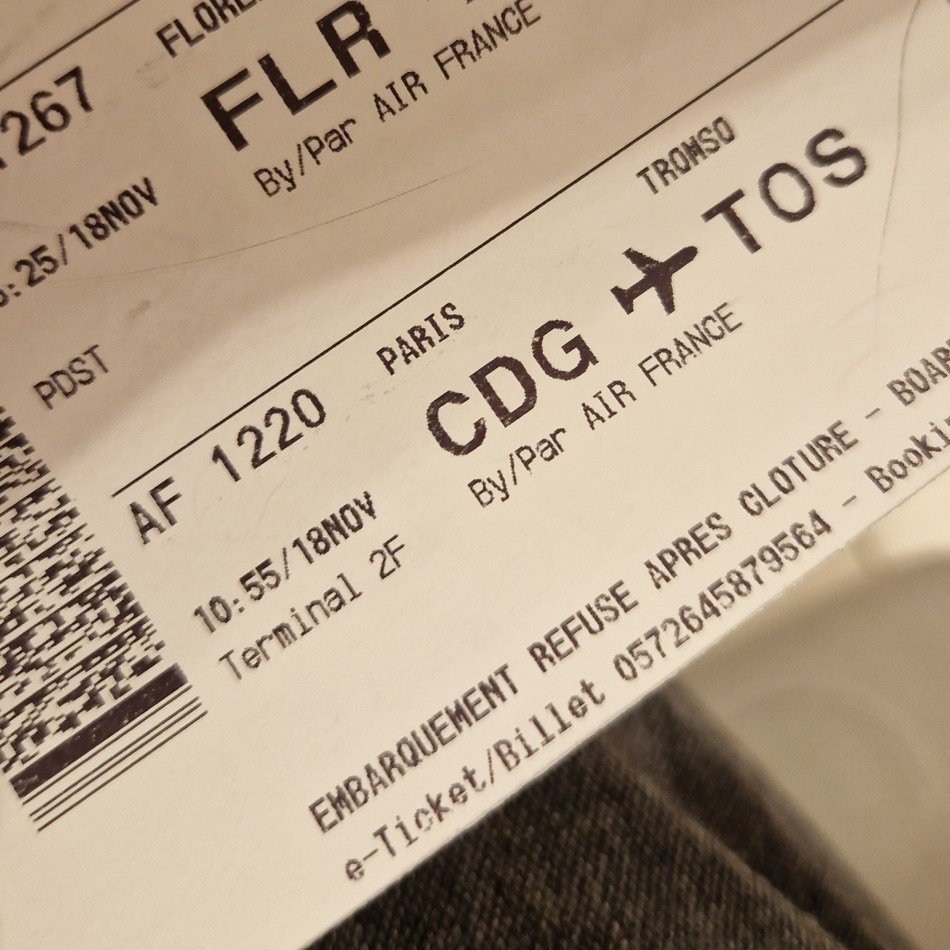 FLORE
267 FLR
By/Par AIR FRANCE
:25/18NOV
PDST
PARIS TROMSO
AF 1220 CDG TOS
10:55/18NOV By/Par AIR FRANCE
Terminal 2F
EMBARQUEMENT REFUSE APRES CLOTURE - BOAR
e-Ticket/Billet 0572645879564 - Booki